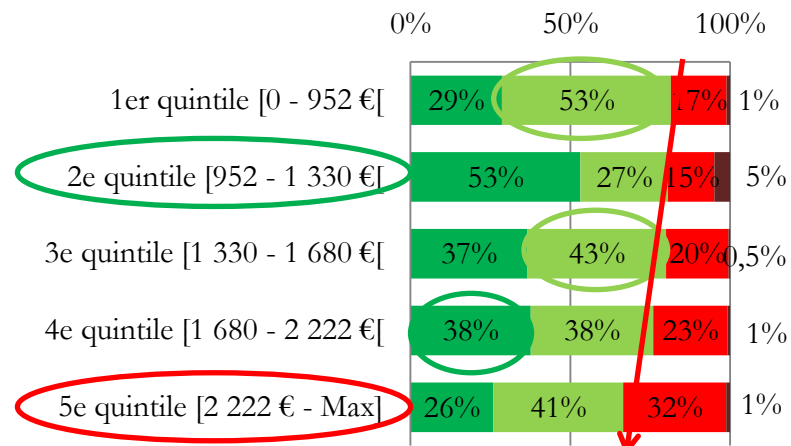 0% 50% 100%
1er quintile [0 - 952 €[ 29% 53% 17% 1%
2e quintile [952 - 1 330 €[ 53% 27% 15% 5%
3e quintile [1 330 - 1 680 €[ 37% 43% 20% 0,5%
4e quintile [1 680 - 2 222 €[ 38% 38% 23% 1%
5e quintile [2 222 € - Max] 26% 41% 32% 1%